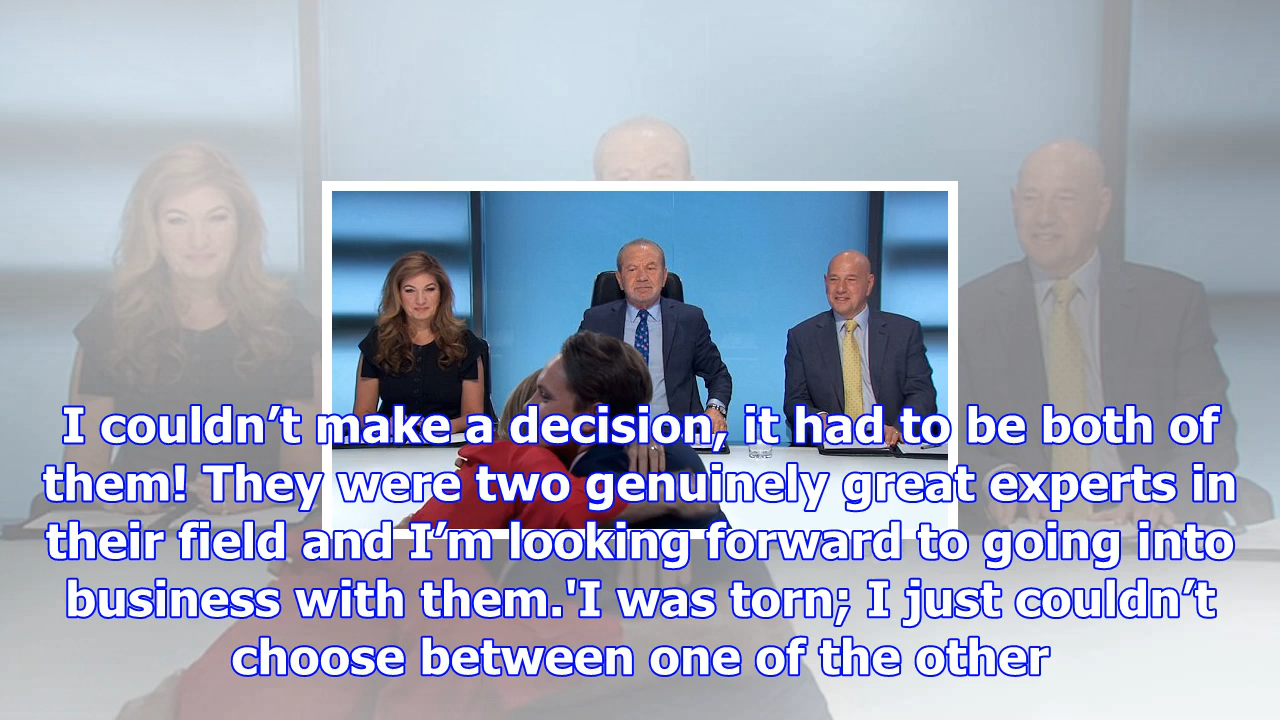 I couldn’t make a decision, it had to be both of
them! They were two genuinely great experts in
their field and I’m looking forward to going into
business with them.'I was torn; I just couldn’t
choose between one of the other